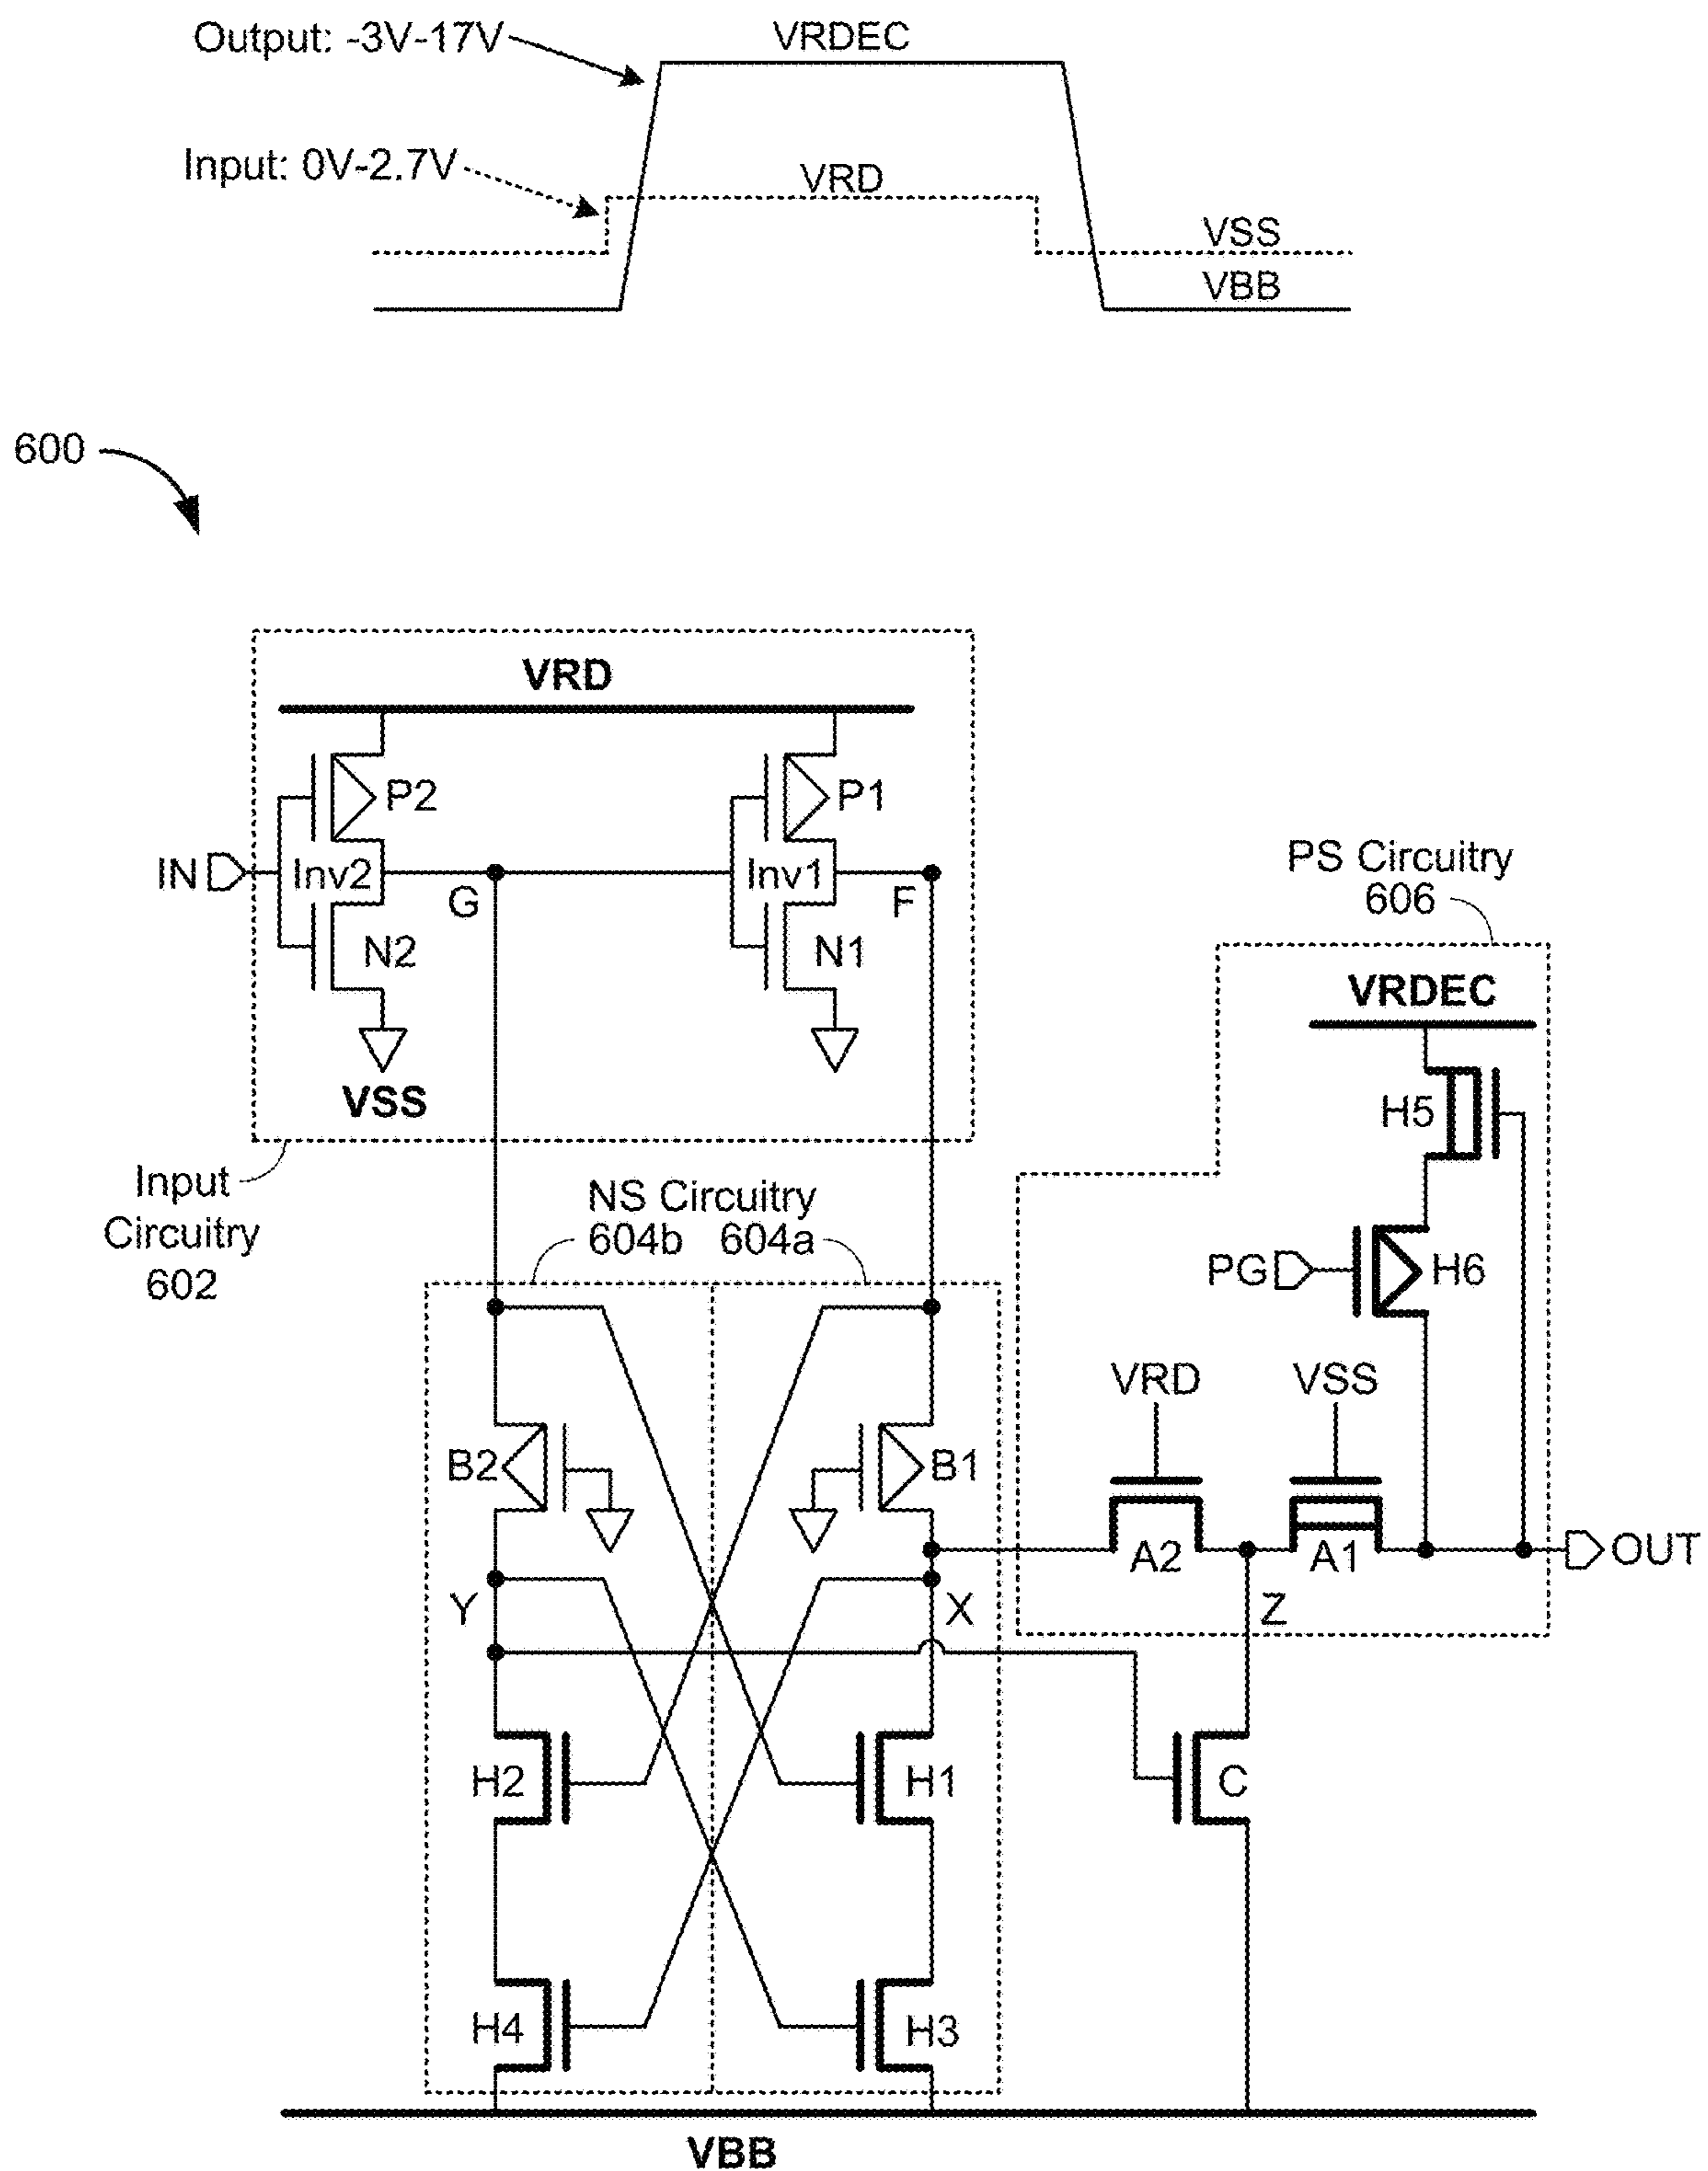 Output: -3V-17V
VRDEC
Input: 0V-2.7V
VRD
VSS
VBB
600
VRD
P2
P1
IN
Inv2
Inv1
G
F
N2
N1
VSS
PS Circuitry
606
VRDEC
H5
PG
H6
Input
Circuitry
602
NS Circuitry
604b 604a
VRD
VSS
B2
B1
A2
A1
OUT
Y
X
Z
H2
H1
C
H4
H3
VBB